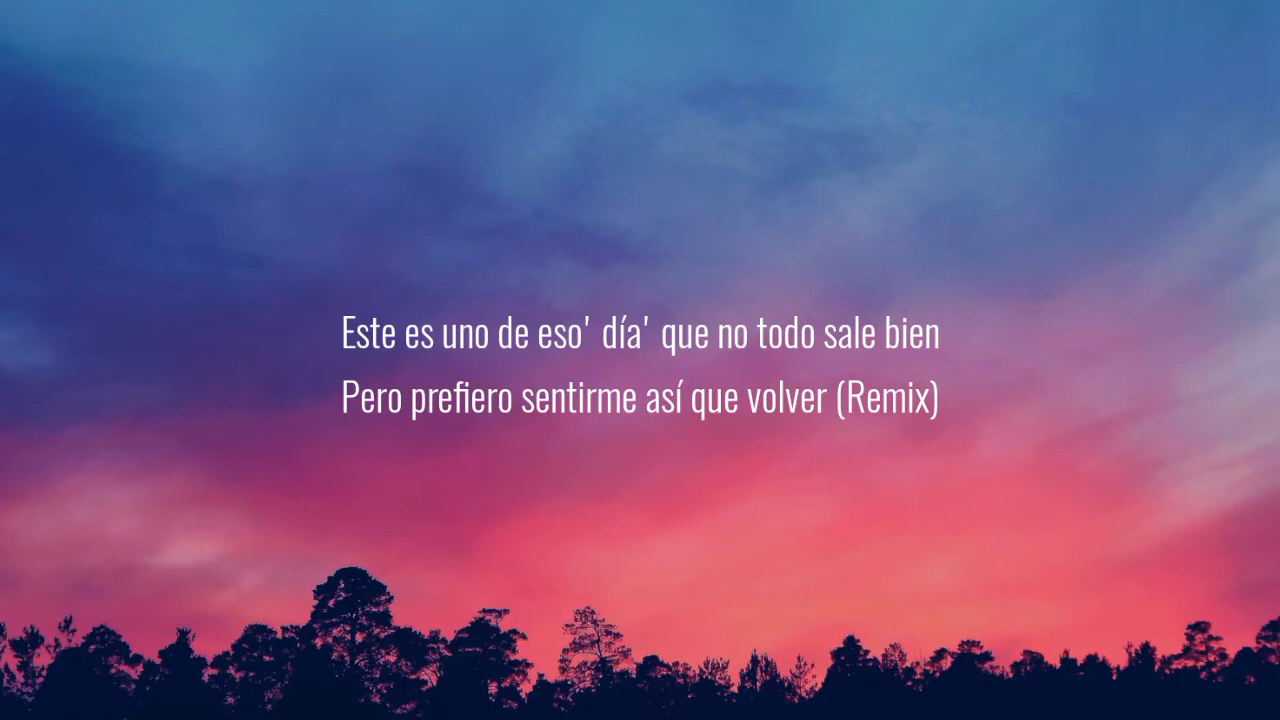 Este es uno de eso' día' que no todo sale bien
Pero prefiero sentirme así que volver (Remix)